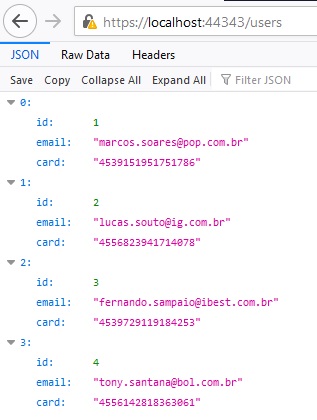 https://localhost:44343/users
JSON Raw Data Headers
Save Copy Collapse All Expand All Filter JSON
0:
id: 1
email: "marcos.soares@pop.com.br"
card: "4539151951751786"
1:
id: 2
email: "lucas.souto@ig.com.br"
card: "4556823941714078"
2:
id: 3
email: "fernando.sampaio@ibest.com.br"
card: "4539729119184253"
3:
id: 4
email: "tony.santana@bol.com.br"
card: "4556142818363061"